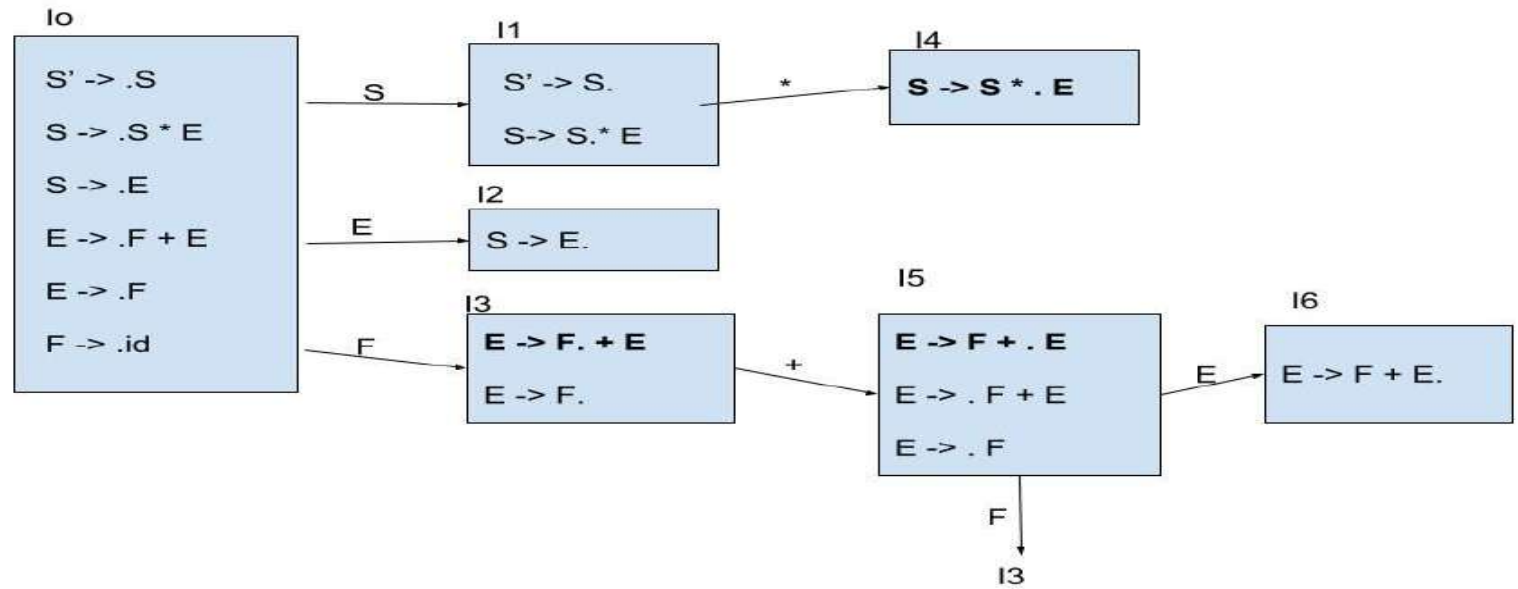 Io
S' -> .S
S -> .S * E
S -> .E
E -> .F + E
E -> .F
F -> .id
S
E
F
I1
S' -> S.
S-> S.* E
*
I4
S -> S * . E
I2
S -> E.
I3
E -> F. + E
E -> F.
+
I5
E -> F + . E
E -> . F + E
E -> . F
E
I6
E -> F + E.
F
I3